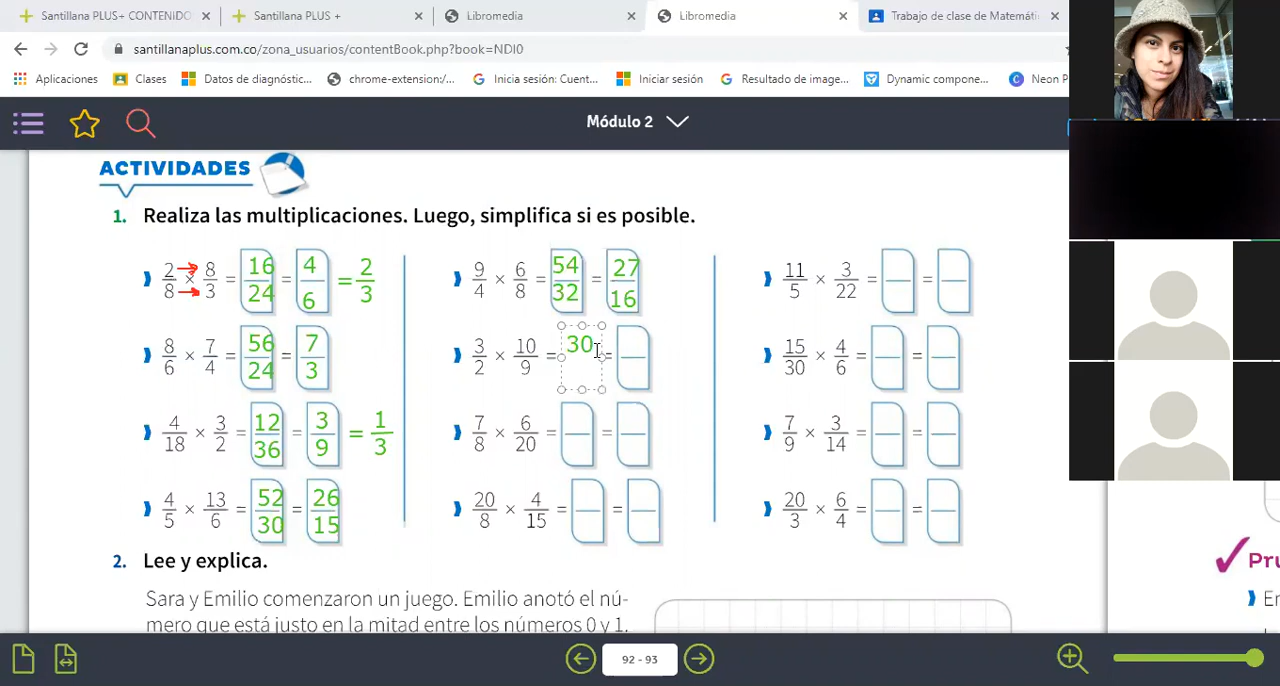 Santillana PLUS+ CONTENIDO
Santillana PLUS +
Libromedia
Libromedia
Trabajo de clase de Matemáti
santillanaplus.com.co/zona_usuarios/contentBook.php?book=NDI0
Aplicaciones
Clases
Datos de diagnóstic...
chrome-extension:/...
Inicie sesión: Cuent...
Iniciar sesión
Resultado de image...
Dynamic compone...
Neon P
Módulo 2
ACTIVIDADES
1. Realiza las multiplicaciones. Luego, simplifica si es posible.
2/8 × 8/3 = 16/24 = 4/6 = 2/3
8/6 × 7/4 = 56/24 = 7/3
4/18 × 3/2 = 12/36 = 3/9 = 1/3
4/5 × 13/6 = 52/30 = 26/15
9/4 × 6/8 = 54/32 = 27/16
3/2 × 10/9 = 30 =
7/8 × 6/20 = =
20/8 × 4/15 = =
11/5 × 3/22 = =
15/30 × 4/6 = =
7/9 × 3/14 = =
20/3 × 6/4 = =
2. Lee y explica.
Sara y Emilio comenzaron un juego. Emilio anotó el nú-
mero que está justo en la mitad entre los números 0 y 1.
Pru
En
92 - 93